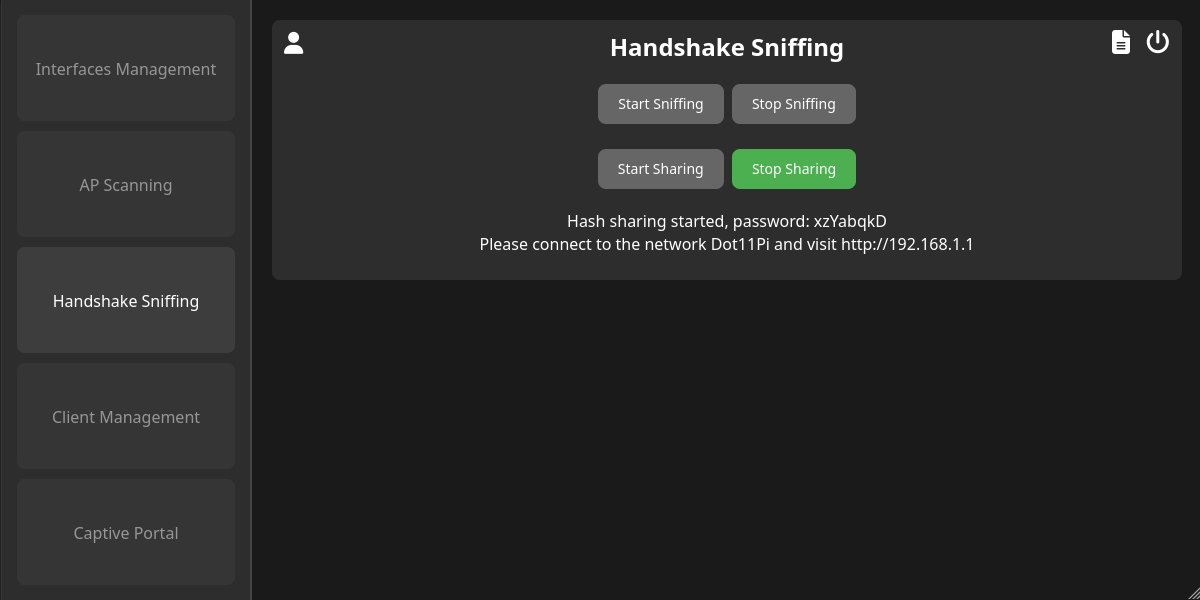 Interfaces Management
AP Scanning
Handshake Sniffing
Client Management
Captive Portal
Handshake Sniffing
Start Sniffing
Stop Sniffing
Start Sharing
Stop Sharing
Hash sharing started, password: xzYabqkD
Please connect to the network Dot11Pi and visit http://192.168.1.1